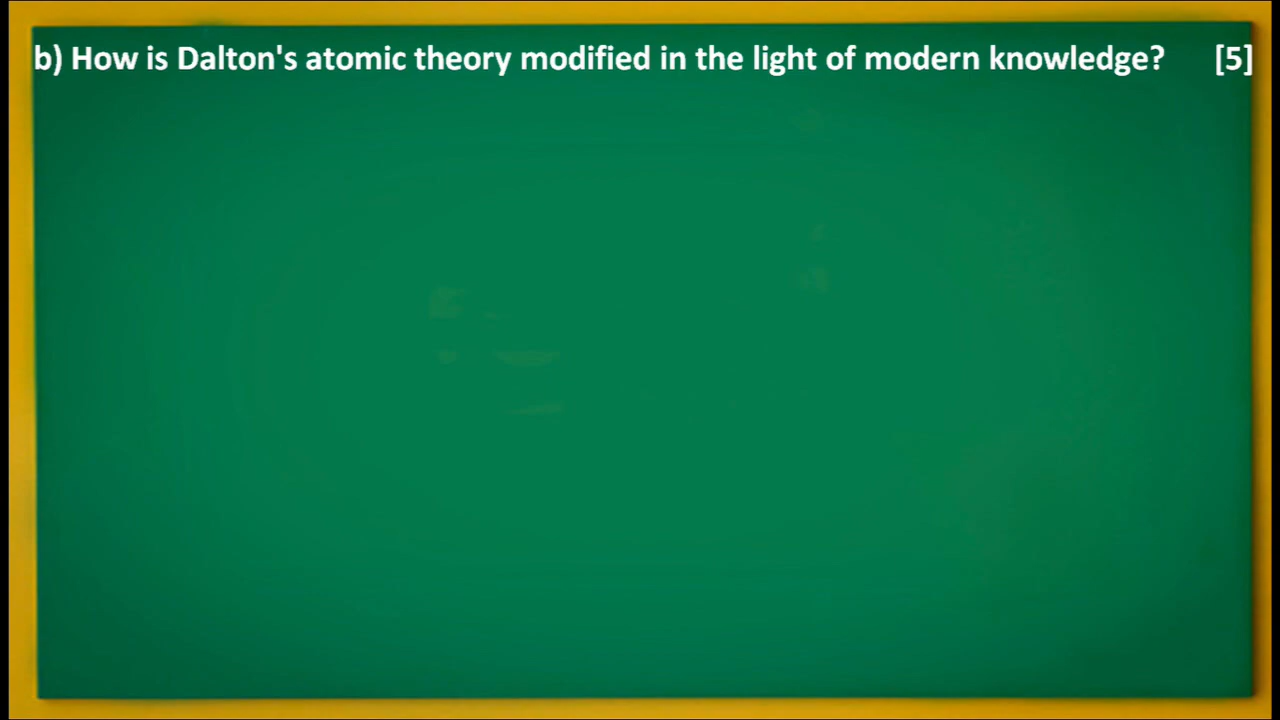 b) How is Dalton's atomic theory modified in the light of modern knowledge? [5]